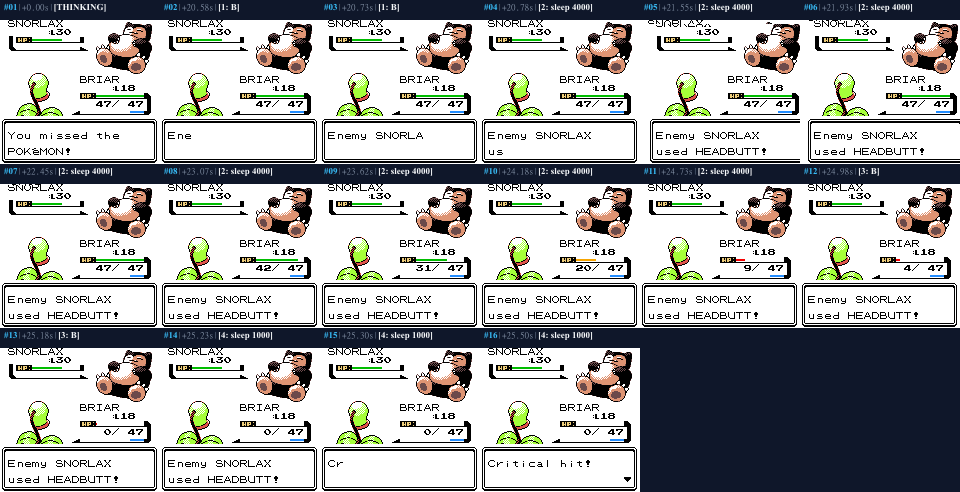 #01 | +0.00s | [THINKING]
SNORLAX
:L30
HP:
BRIAR
:L18
HP:
47/ 47
You missed the
POKéMON!
#02 | +20.58s | [1: B]
SNORLAX
:L30
HP:
BRIAR
:L18
HP:
47/ 47
Ene
#03 | +20.73s | [1: B]
SNORLAX
:L30
HP:
BRIAR
:L18
HP:
47/ 47
Enemy SNORLA
#04 | +20.78s | [2: sleep 4000]
SNORLAX
:L30
HP:
BRIAR
:L18
HP:
47/ 47
Enemy SNORLAX
us
#05 | +21.55s | [2: sleep 4000]
SNORLAX
:L30
HP:
BRIAR
:L18
HP:
47/ 47
Enemy SNORLAX
used HEADBUTT!
#06 | +21.93s | [2: sleep 4000]
SNORLAX
:L30
HP:
BRIAR
:L18
HP:
47/ 47
Enemy SNORLAX
used HEADBUTT!
#07 | +22.45s | [2: sleep 4000]
SNORLAX
:L30
HP:
BRIAR
:L18
HP:
47/ 47
Enemy SNORLAX
used HEADBUTT!
#08 | +23.07s | [2: sleep 4000]
SNORLAX
:L30
HP:
BRIAR
:L18
HP:
42/ 47
Enemy SNORLAX
used HEADBUTT!
#09 | +23.62s | [2: sleep 4000]
SNORLAX
:L30
HP:
BRIAR
:L18
HP:
31/ 47
Enemy SNORLAX
used HEADBUTT!
#10 | +24.18s | [2: sleep 4000]
SNORLAX
:L30
HP:
BRIAR
:L18
HP:
20/ 47
Enemy SNORLAX
used HEADBUTT!
#11 | +24.75s | [2: sleep 4000]
SNORLAX
:L30
HP:
BRIAR
:L18
HP:
9/ 47
Enemy SNORLAX
used HEADBUTT!
#12 | +24.98s | [3: B]
SNORLAX
:L30
HP:
BRIAR
:L18
HP:
4/ 47
Enemy SNORLAX
used HEADBUTT!
#13 | +25.18s | [3: B]
SNORLAX
:L30
HP:
BRIAR
:L18
HP:
0/ 47
Enemy SNORLAX
used HEADBUTT!
#14 | +25.23s | [4: sleep 1000]
SNORLAX
:L30
HP:
BRIAR
:L18
HP:
0/ 47
Enemy SNORLAX
used HEADBUTT!
#15 | +25.30s | [4: sleep 1000]
SNORLAX
:L30
HP:
BRIAR
:L18
HP:
0/ 47
Cr
#16 | +25.50s | [4: sleep 1000]
SNORLAX
:L30
HP:
BRIAR
:L18
HP:
0/ 47
Critical hit!